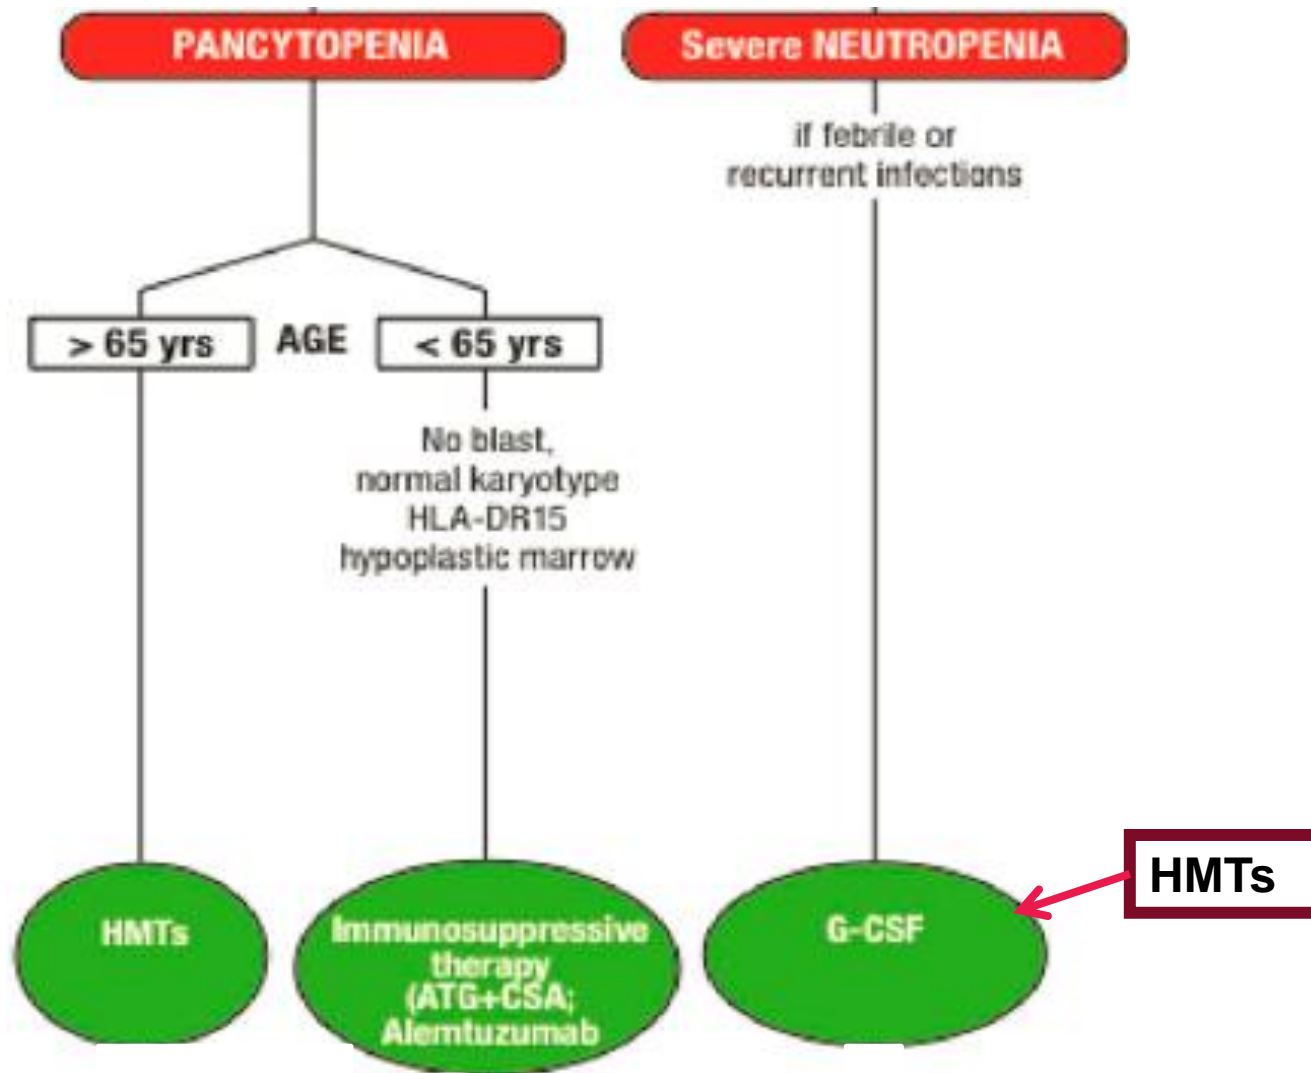 PANCYTOPENIA
Severe NEUTROPENIA
if febrile or
recurrent infections
> 65 yrs
AGE
< 65 yrs
No blast,
normal karyotype
HLA-DR15
hypoplastic marrow
HMTs
Immunosuppressive
therapy
(ATG+CSA;
Alemtuzumab
G-CSF
HMTs